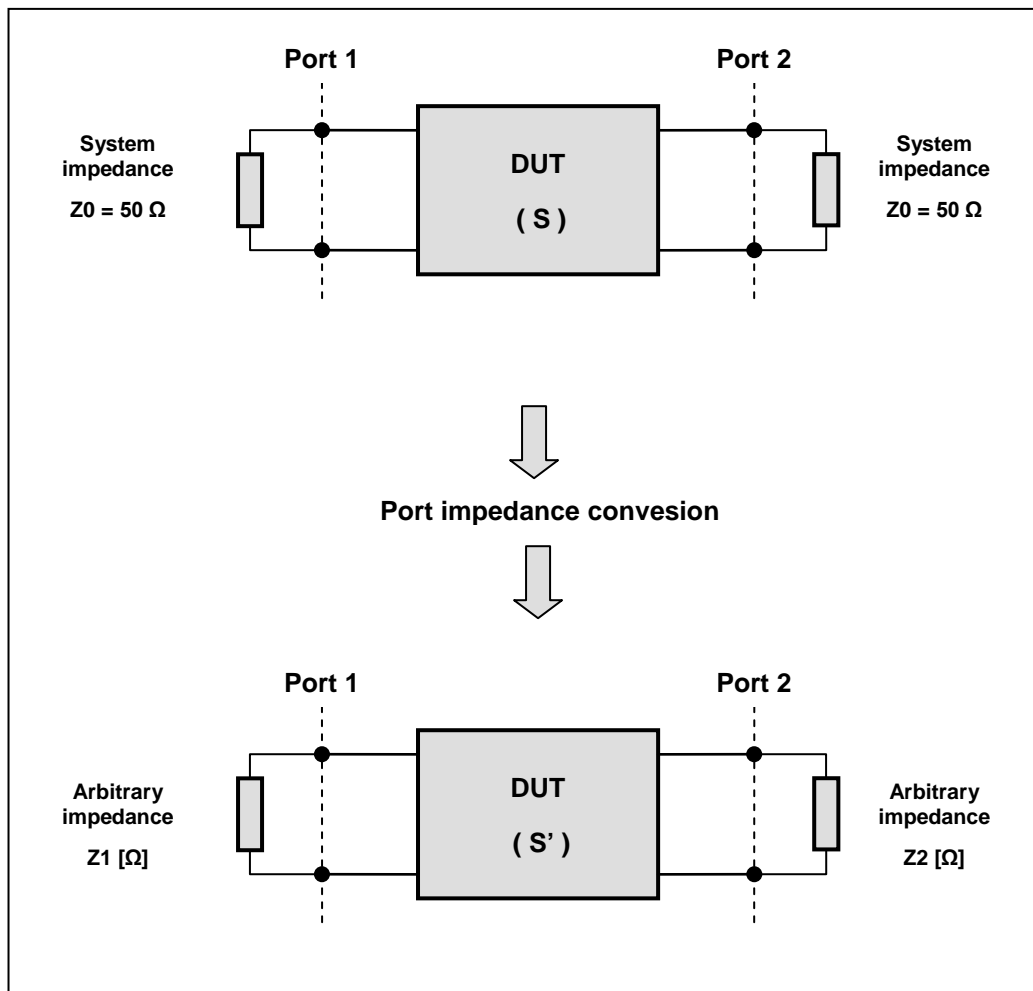 Port 1
Port 2
System
impedance
Z0 = 50 Ω
DUT
( S )
System
impedance
Z0 = 50 Ω
Port impedance convesion
Port 1
Port 2
Arbitrary
impedance
Z1 [Ω]
DUT
( S’ )
Arbitrary
impedance
Z2 [Ω]